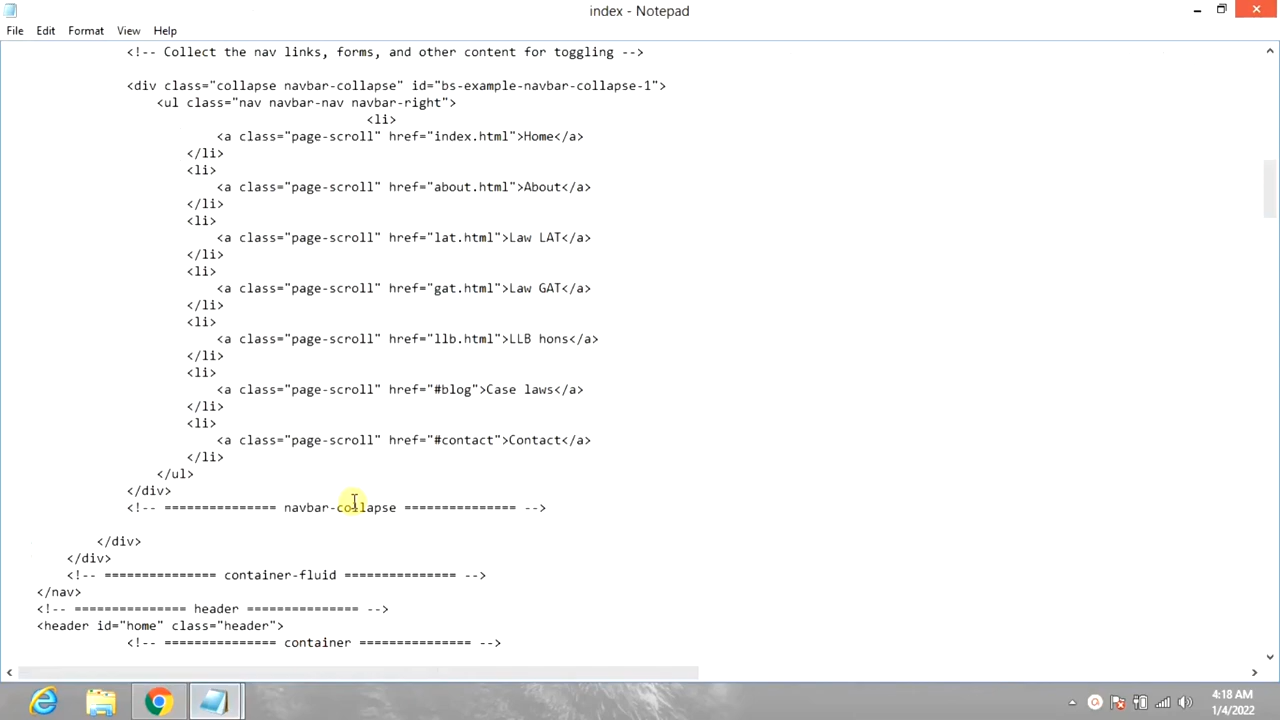 index - Notepad
File Edit Format View Help
<!-- Collect the nav links, forms, and other content for toggling -->
<div class="collapse navbar-collapse" id="bs-example-navbar-collapse-1">
<ul class="nav navbar-nav navbar-right">
<li>
<a class="page-scroll" href="index.html">Home</a>
</li>
<li>
<a class="page-scroll" href="about.html">About</a>
</li>
<li>
<a class="page-scroll" href="lat.html">Law LAT</a>
</li>
<li>
<a class="page-scroll" href="gat.html">Law GAT</a>
</li>
<li>
<a class="page-scroll" href="llb.html">LLB hons</a>
</li>
<li>
<a class="page-scroll" href="#blog">Case laws</a>
</li>
<li>
<a class="page-scroll" href="#contact">Contact</a>
</li>
</ul>
</div>
<!-- =============== navbar-collapse =============== -->
</div>
</div>
<!-- =============== container-fluid =============== -->
</nav>
<!-- =============== header =============== -->
<header id="home" class="header">
<!-- =============== container =============== -->
4:18 AM
1/4/2022